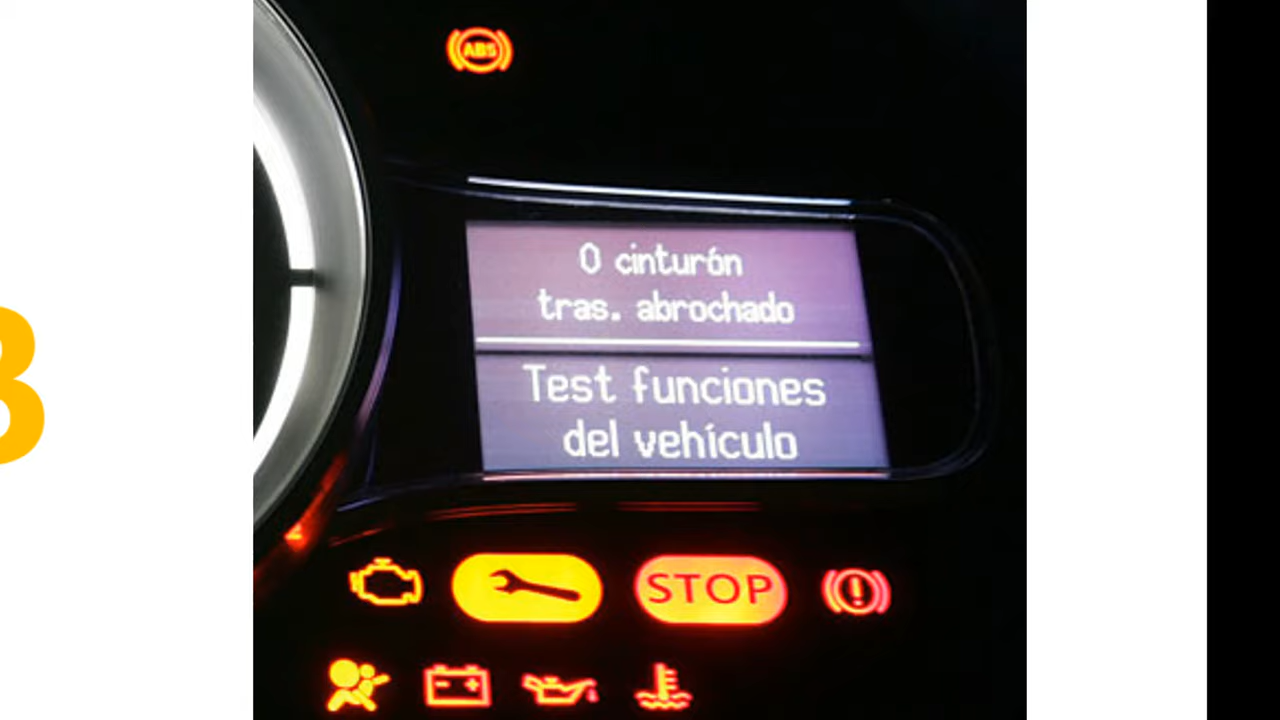 ABS
0 cinturón
tras. abrochado
Test funciones
del vehículo
STOP